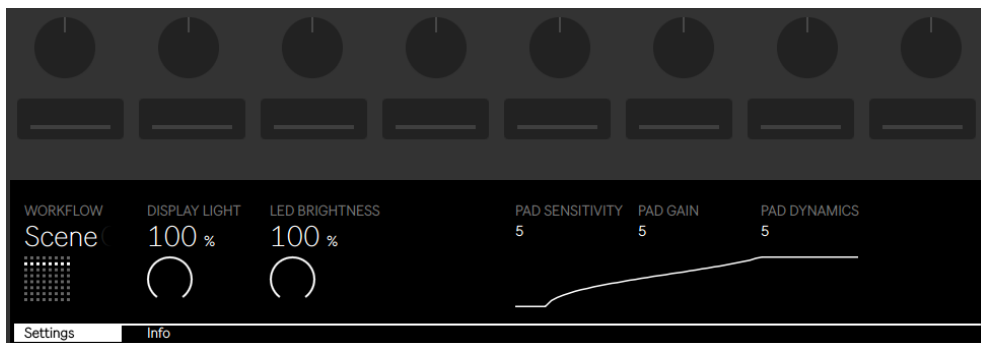 WORKFLOW DISPLAY LIGHT LED BRIGHTNESS PAD SENSITIVITY PAD GAIN PAD DYNAMICS
Scene 100 % 100 % 5 5 5
Settings Info